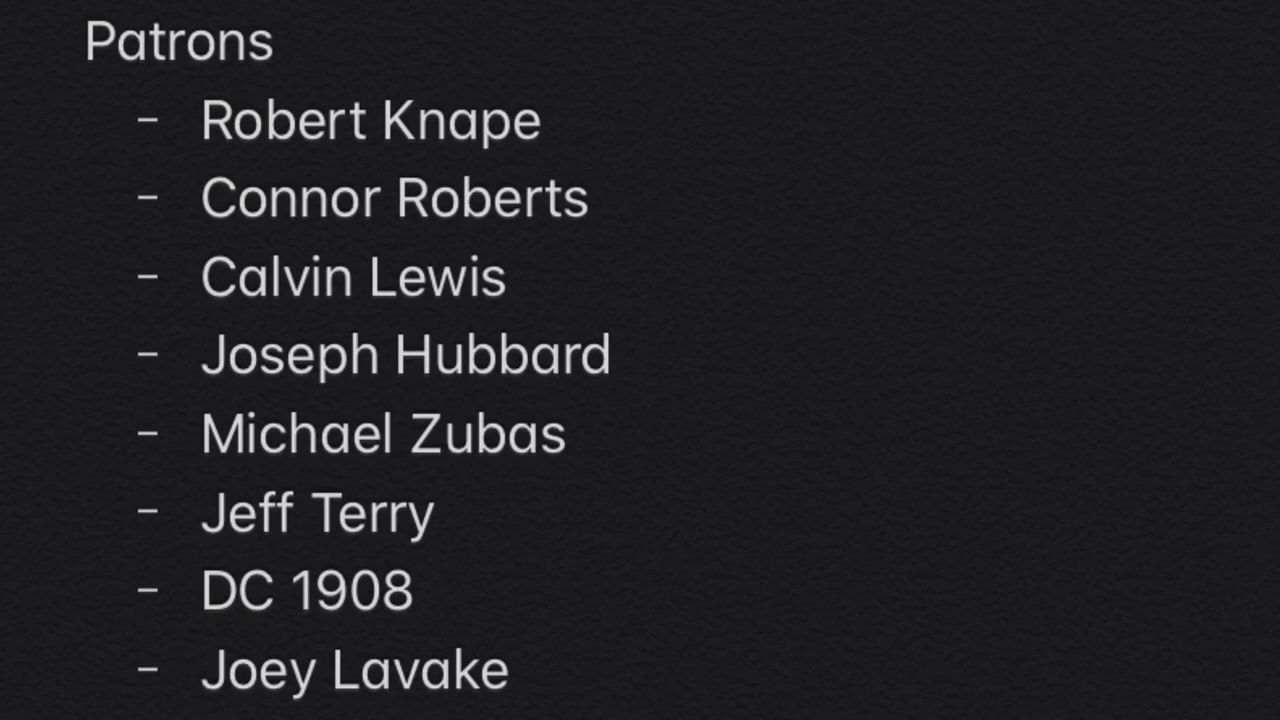 Patrons
– Robert Knape
– Connor Roberts
– Calvin Lewis
– Joseph Hubbard
– Michael Zubas
– Jeff Terry
– DC 1908
– Joey Lavake